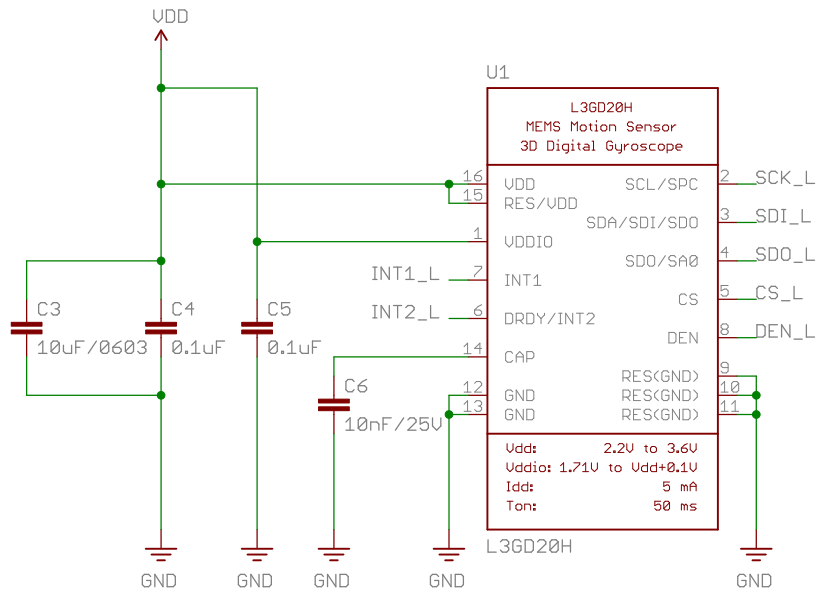 VDD
U1
L3GD20H
MEMS Motion Sensor
3D Digital Gyroscope
16 VDD SCL/SPC 2 SCK_L
15 RES/VDD
SDA/SDI/SDO 3 SDI_L
1 VDDIO
SDO/SA0 4 SDO_L
INT1_L 7 INT1
CS 5 CS_L
C3 C4 C5
INT2_L 6 DRDY/INT2
DEN 8 DEN_L
10uF/0603 0.1uF 0.1uF
14 CAP
RES(GND) 9
C6
12 GND RES(GND) 10
13 GND RES(GND) 11
10nF/25V
Vdd: 2.2V to 3.6V
Vddio: 1.71V to Vdd+0.1V
Idd: 5 mA
Ton: 50 ms
L3GD20H
GND GND GND GND GND